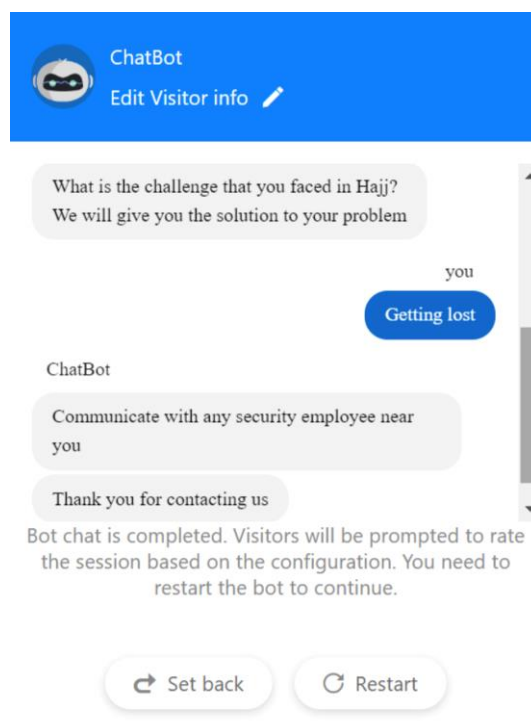 ChatBot
Edit Visitor info
What is the challenge that you faced in Hajj?
We will give you the solution to your problem
you
Getting lost
ChatBot
Communicate with any security employee near
you
Thank you for contacting us
Bot chat is completed. Visitors will be prompted to rate
the session based on the configuration. You need to
restart the bot to continue.
Set back
Restart